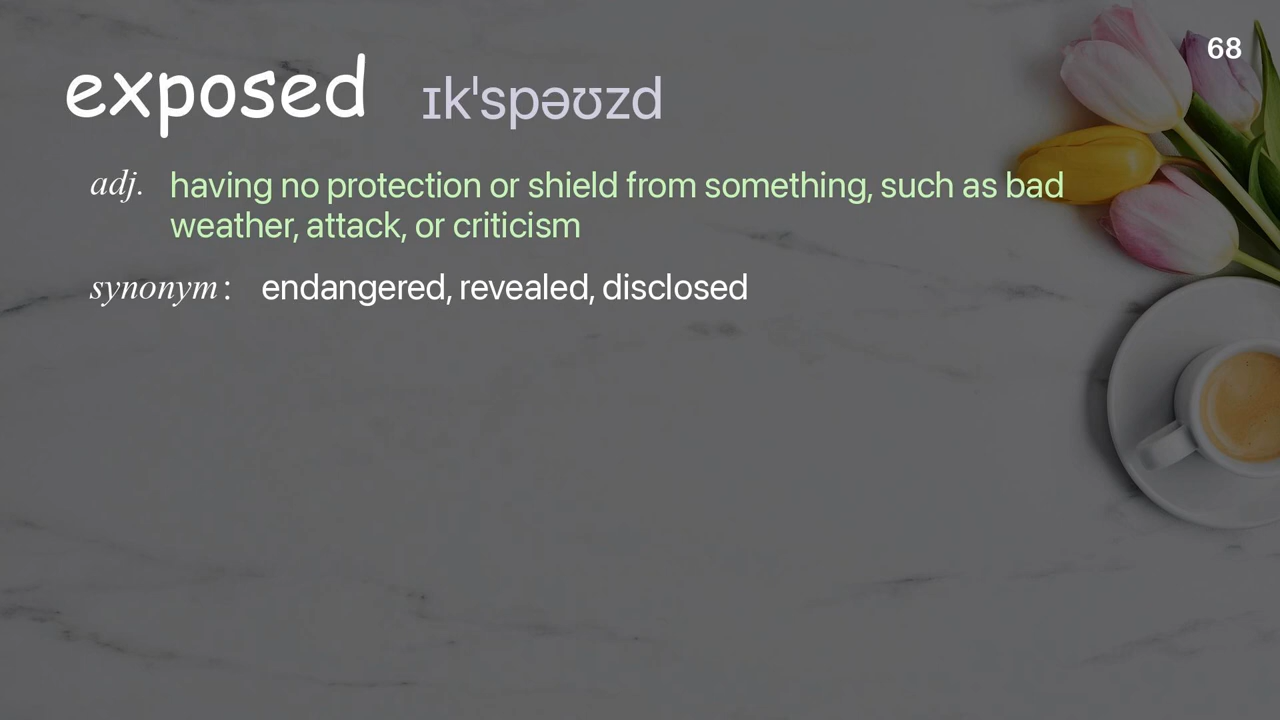 68
exposed ɪkˈspəʊzd
adj. having no protection or shield from something, such as bad
weather, attack, or criticism
synonym: endangered, revealed, disclosed